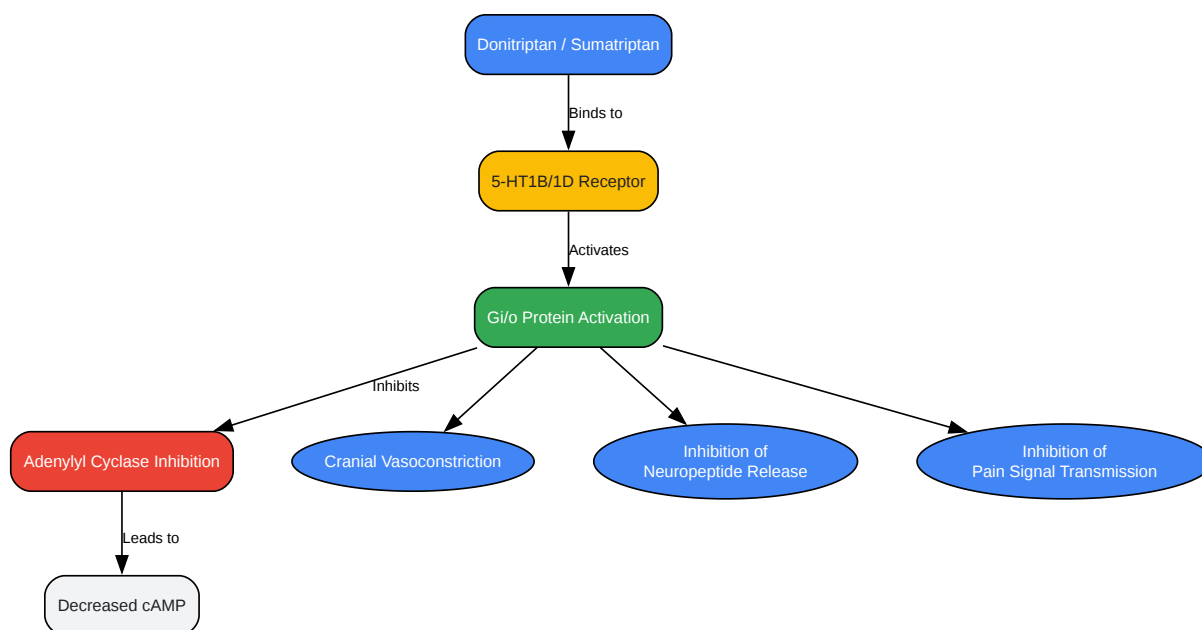 Donitriptan / Sumatriptan
Binds to
5-HT1B/1D Receptor
Activates
Gi/o Protein Activation
Inhibits
Adenylyl Cyclase Inhibition
Cranial Vasoconstriction
Inhibition of
Neuropeptide Release
Inhibition of
Pain Signal Transmission
Leads to
Decreased cAMP